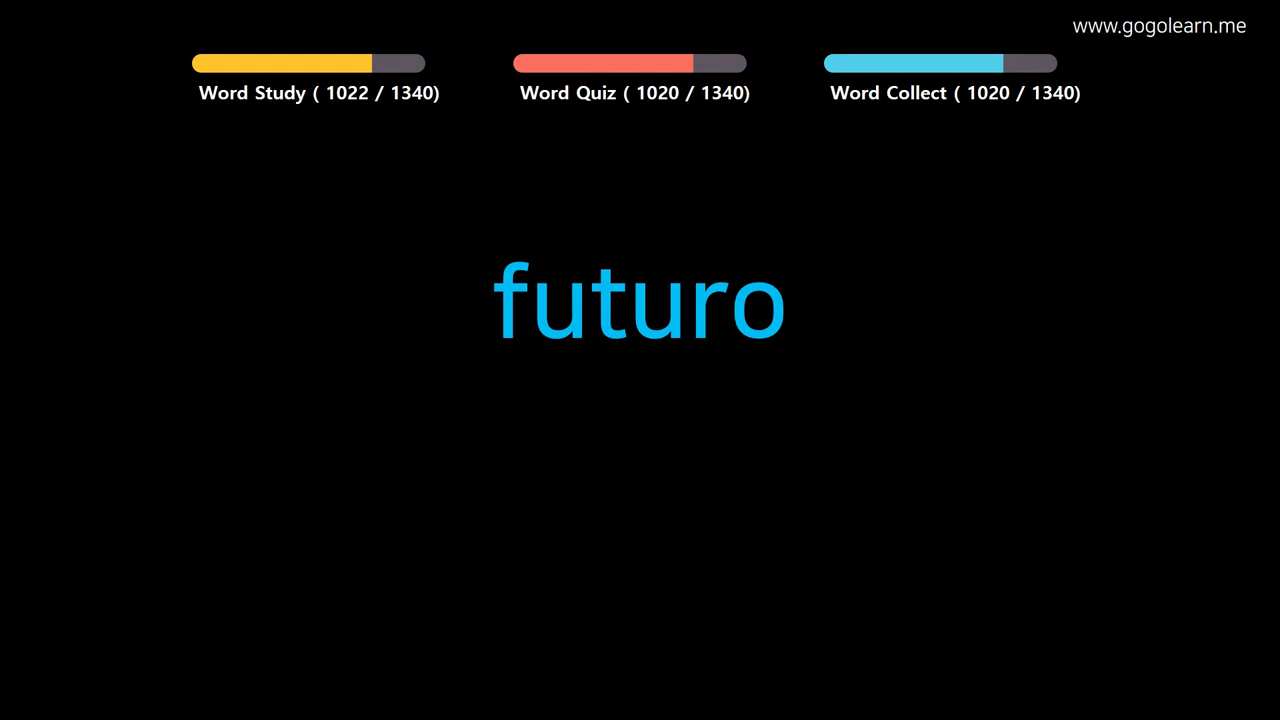 www.gogolearn.me
Word Study ( 1022 / 1340)
Word Quiz ( 1020 / 1340)
Word Collect ( 1020 / 1340)
futuro